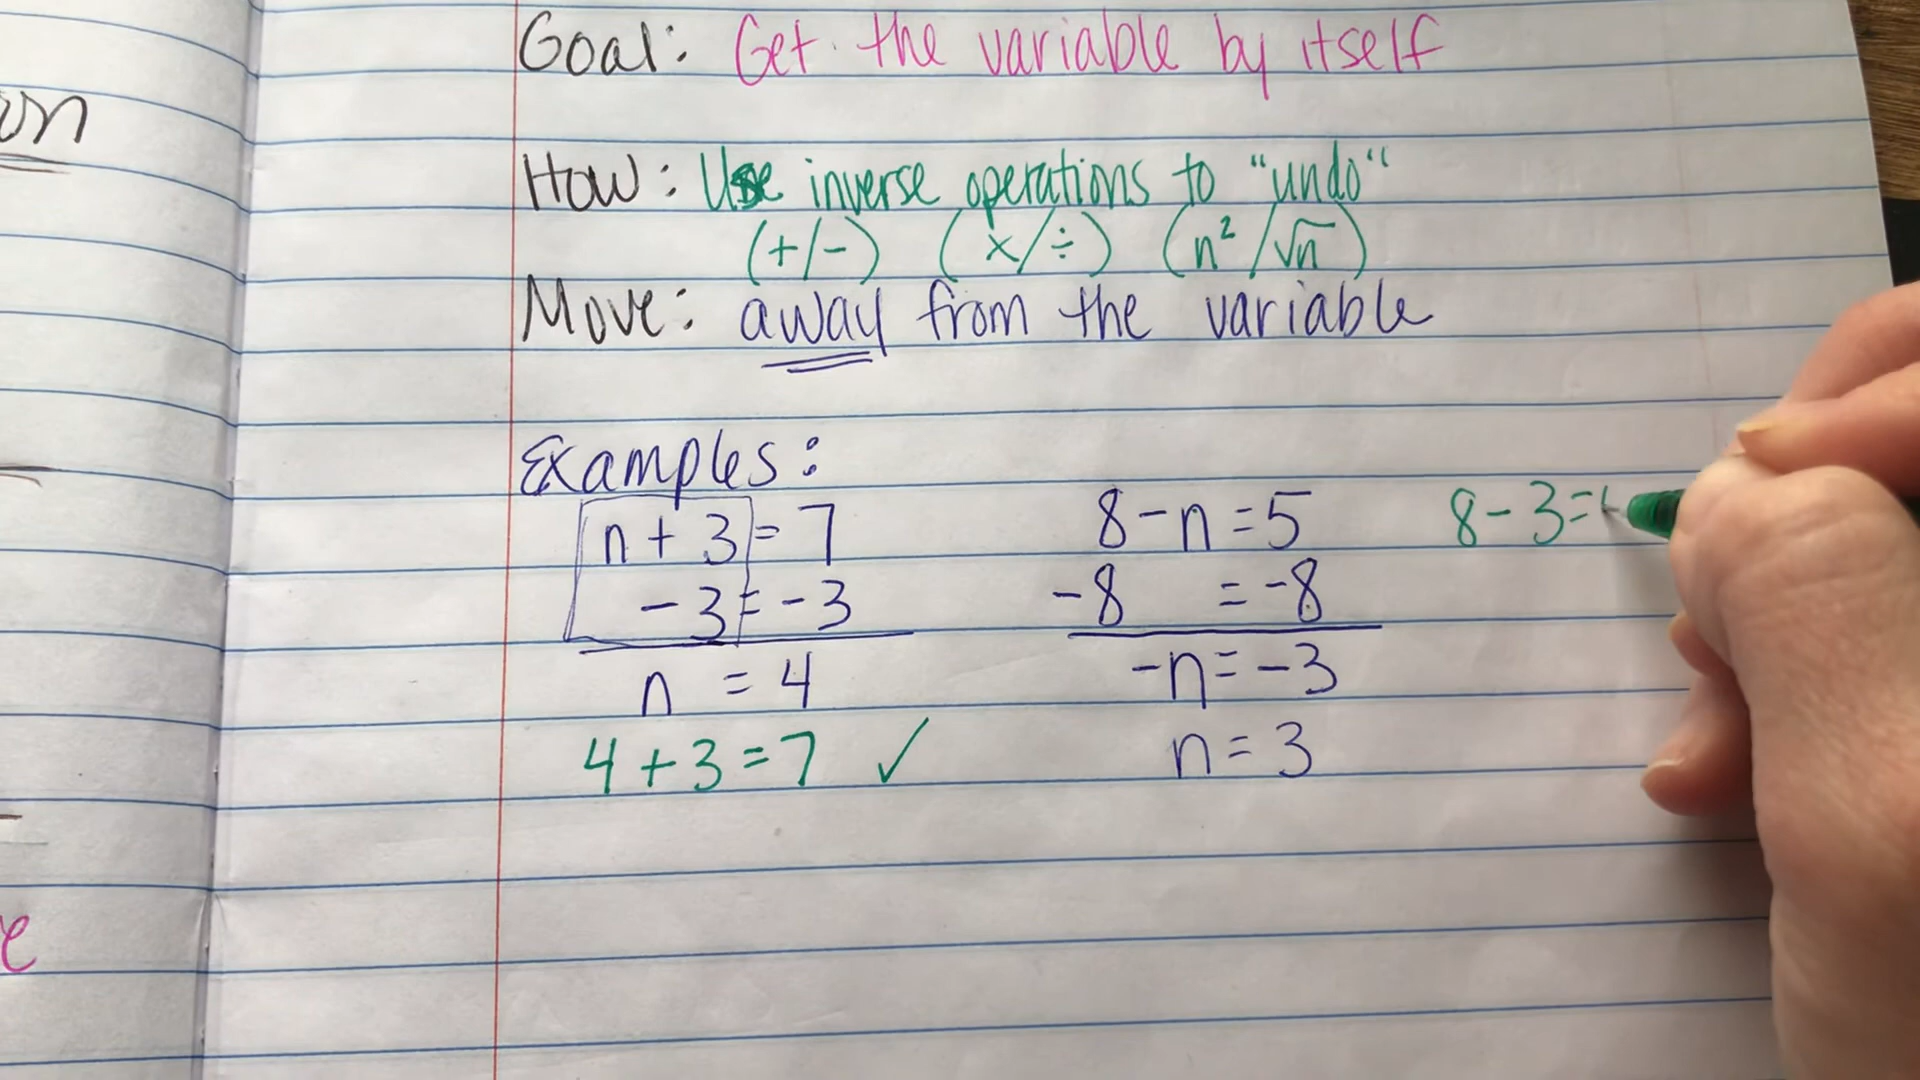 on
e
Goal: Get the variable by itself
How: Use inverse operations to "undo"
(+/-) (x/÷) (n²/√n)
Move: away from the variable
Examples:
n + 3 = 7
- 3 = - 3
n = 4
4 + 3 = 7 ✓
8 - n = 5
-8 = -8
-n = -3
n = 3
8 - 3 =